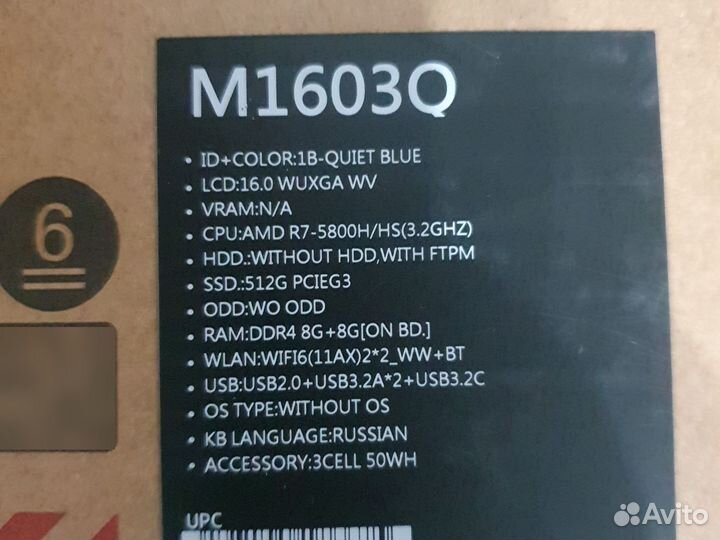 M1603Q
• ID+COLOR:1B-QUIET BLUE
• LCD:16.0 WUXGA WV
• VRAM:N/A
• CPU:AMD R7-5800H/HS(3.2GHZ)
• HDD.:WITHOUT HDD,WITH FTPM
• SSD.:512G PCIEG3
• ODD:WO ODD
• RAM:DDR4 8G+8G[ON BD.]
• WLAN:WIFI6(11AX)2*2_WW+BT
• USB:USB2.0+USB3.2A*2+USB3.2C
• OS TYPE:WITHOUT OS
• KB LANGUAGE:RUSSIAN
• ACCESSORY:3CELL 50WH
UPC
6
Avito